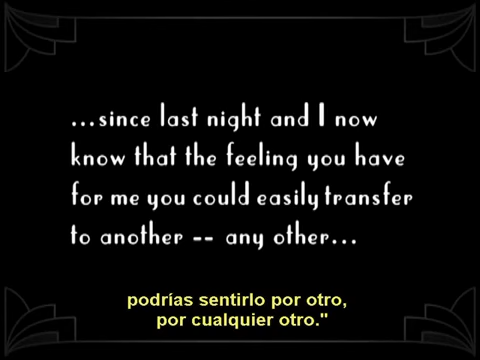 ...since last night and I now
know that the feeling you have
for me you could easily transfer
to another -- any other...
podrías sentirlo por otro,
por cualquier otro."